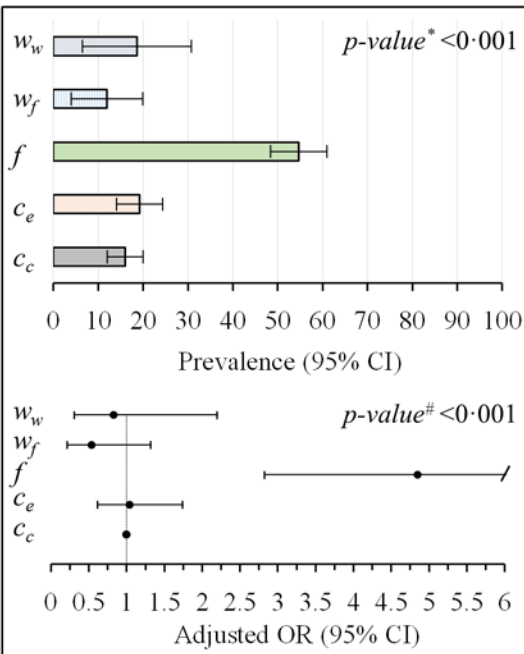 w_w p-value* <0·001
w_f
f
c_e
c_c
0 10 20 30 40 50 60 70 80 90 100
Prevalence (95% CI)
w_w p-value# <0·001
w_f
f
c_e
c_c
0 0.5 1 1.5 2 2.5 3 3.5 4 4.5 5 5.5 6
Adjusted OR (95% CI)